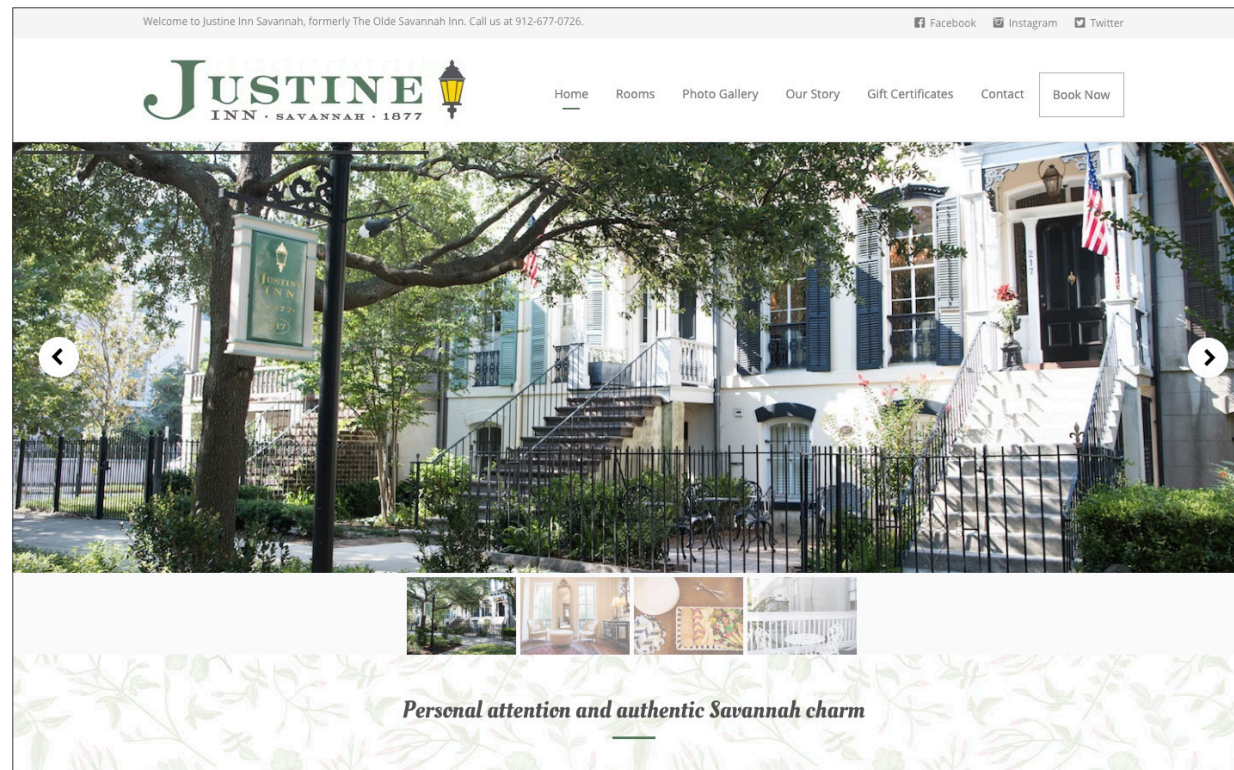 Welcome to Justine Inn Savannah, formerly The Olde Savannah Inn. Call us at 912-677-0726.
Facebook Instagram Twitter
JUSTINE
INN · SAVANNAH · 1877
Home Rooms Photo Gallery Our Story Gift Certificates Contact Book Now
JUSTINE
INN
1877
217
217
Personal attention and authentic Savannah charm